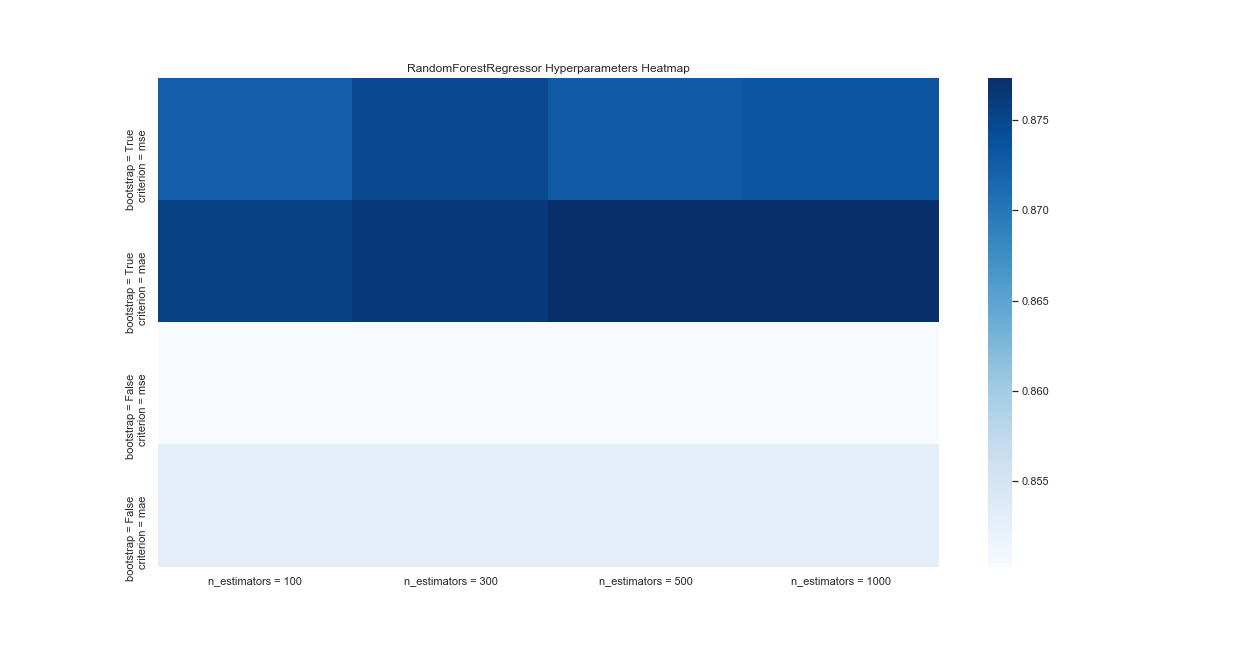 RandomForestRegressor Hyperparameters Heatmap
bootstrap = True
criterion = mse
bootstrap = True
criterion = mae
bootstrap = False
criterion = mse
bootstrap = False
criterion = mae
n_estimators = 100
n_estimators = 300
n_estimators = 500
n_estimators = 1000
0.875
0.870
0.865
0.860
0.855